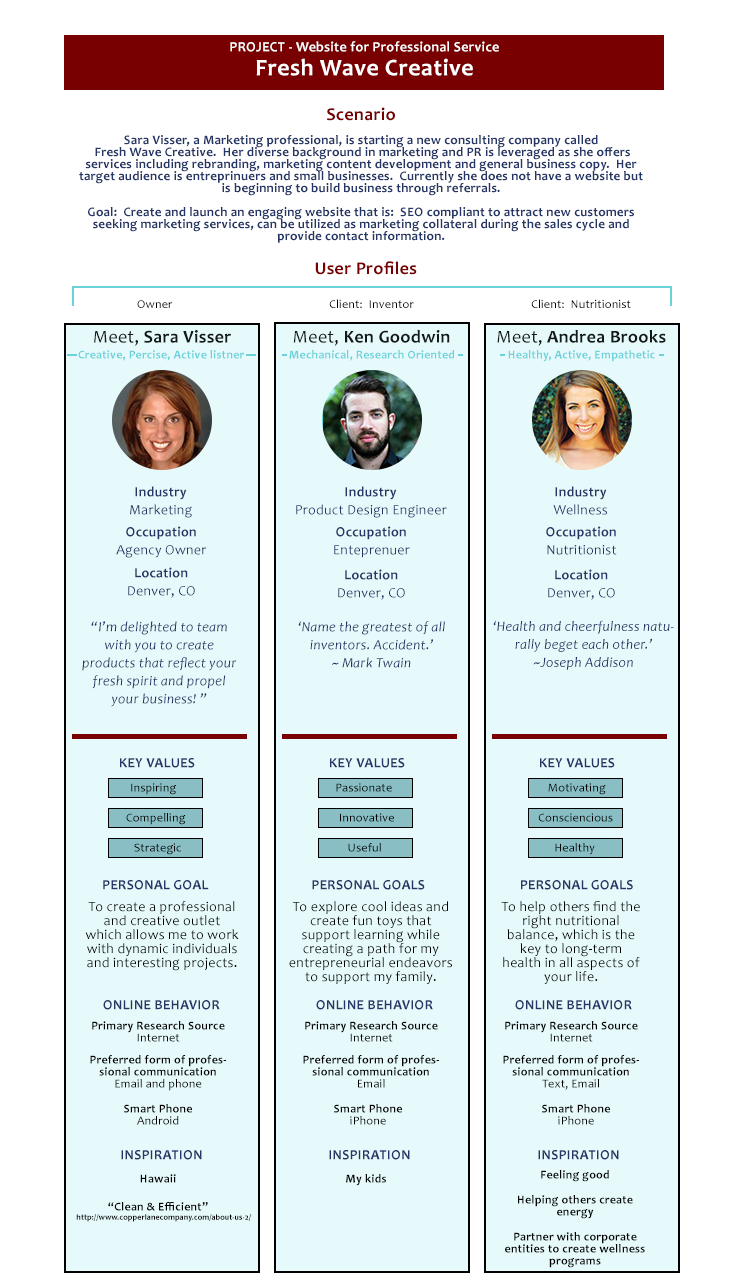 PROJECT - Website for Professional Service
Fresh Wave Creative
Scenario
Sara Visser, a Marketing professional, is starting a new consulting company called
Fresh Wave Creative. Her diverse background in marketing and PR is leveraged as she offers
services including rebranding, marketing content development and general business copy. Her
target audience is entreprinuers and small businesses. Currently she does not have a website but
is beginning to build business through referrals.
Goal: Create and launch an engaging website that is: SEO compliant to attract new customers
seeking marketing services, can be utilized as marketing collateral during the sales cycle and
provide contact information.
User Profiles
Owner
Meet, Sara Visser
Creative, Percise, Active listner
Industry
Marketing
Occupation
Agency Owner
Location
Denver, CO
“I’m delighted to team
with you to create
products that reflect your
fresh spirit and propel
your business! ”
KEY VALUES
Inspiring
Compelling
Strategic
PERSONAL GOAL
To create a professional
and creative outlet
which allows me to work
with dynamic individuals
and interesting projects.
ONLINE BEHAVIOR
Primary Research Source
Internet
Preferred form of profes-
sional communication
Email and phone
Smart Phone
Android
INSPIRATION
Hawaii
“Clean & Efficient”
http://www.copperlanecompany.com/about-us-2/
Client: Inventor
Meet, Ken Goodwin
Mechanical, Research Oriented
Industry
Product Design Engineer
Occupation
Enteprenuer
Location
Denver, CO
‘Name the greatest of all
inventors. Accident.’
~ Mark Twain
KEY VALUES
Passionate
Innovative
Useful
PERSONAL GOALS
To explore cool ideas and
create fun toys that
support learning while
creating a path for my
entrepreneurial endeavors
to support my family.
ONLINE BEHAVIOR
Primary Research Source
Internet
Preferred form of profes-
sional communication
Email
Smart Phone
iPhone
INSPIRATION
My kids
Client: Nutritionist
Meet, Andrea Brooks
Healthy, Active, Empathetic
Industry
Wellness
Occupation
Nutritionist
Location
Denver, CO
‘Health and cheerfulness natu-
rally beget each other.’
~Joseph Addison
KEY VALUES
Motivating
Consciencious
Healthy
PERSONAL GOALS
To help others find the
right nutritional
balance, which is the
key to long-term
health in all aspects of
your life.
ONLINE BEHAVIOR
Primary Research Source
Internet
Preferred form of profes-
sional communication
Text, Email
Smart Phone
iPhone
INSPIRATION
Feeling good
Helping others create
energy
Partner with corporate
entities to create wellness
programs